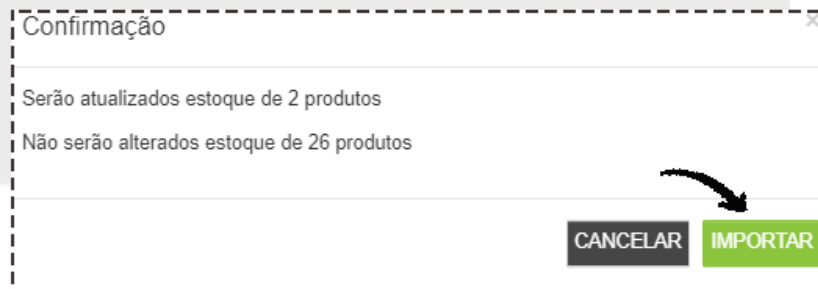 Confirmação
Serão atualizados estoque de 2 produtos
Não serão alterados estoque de 26 produtos
CANCELAR IMPORTAR